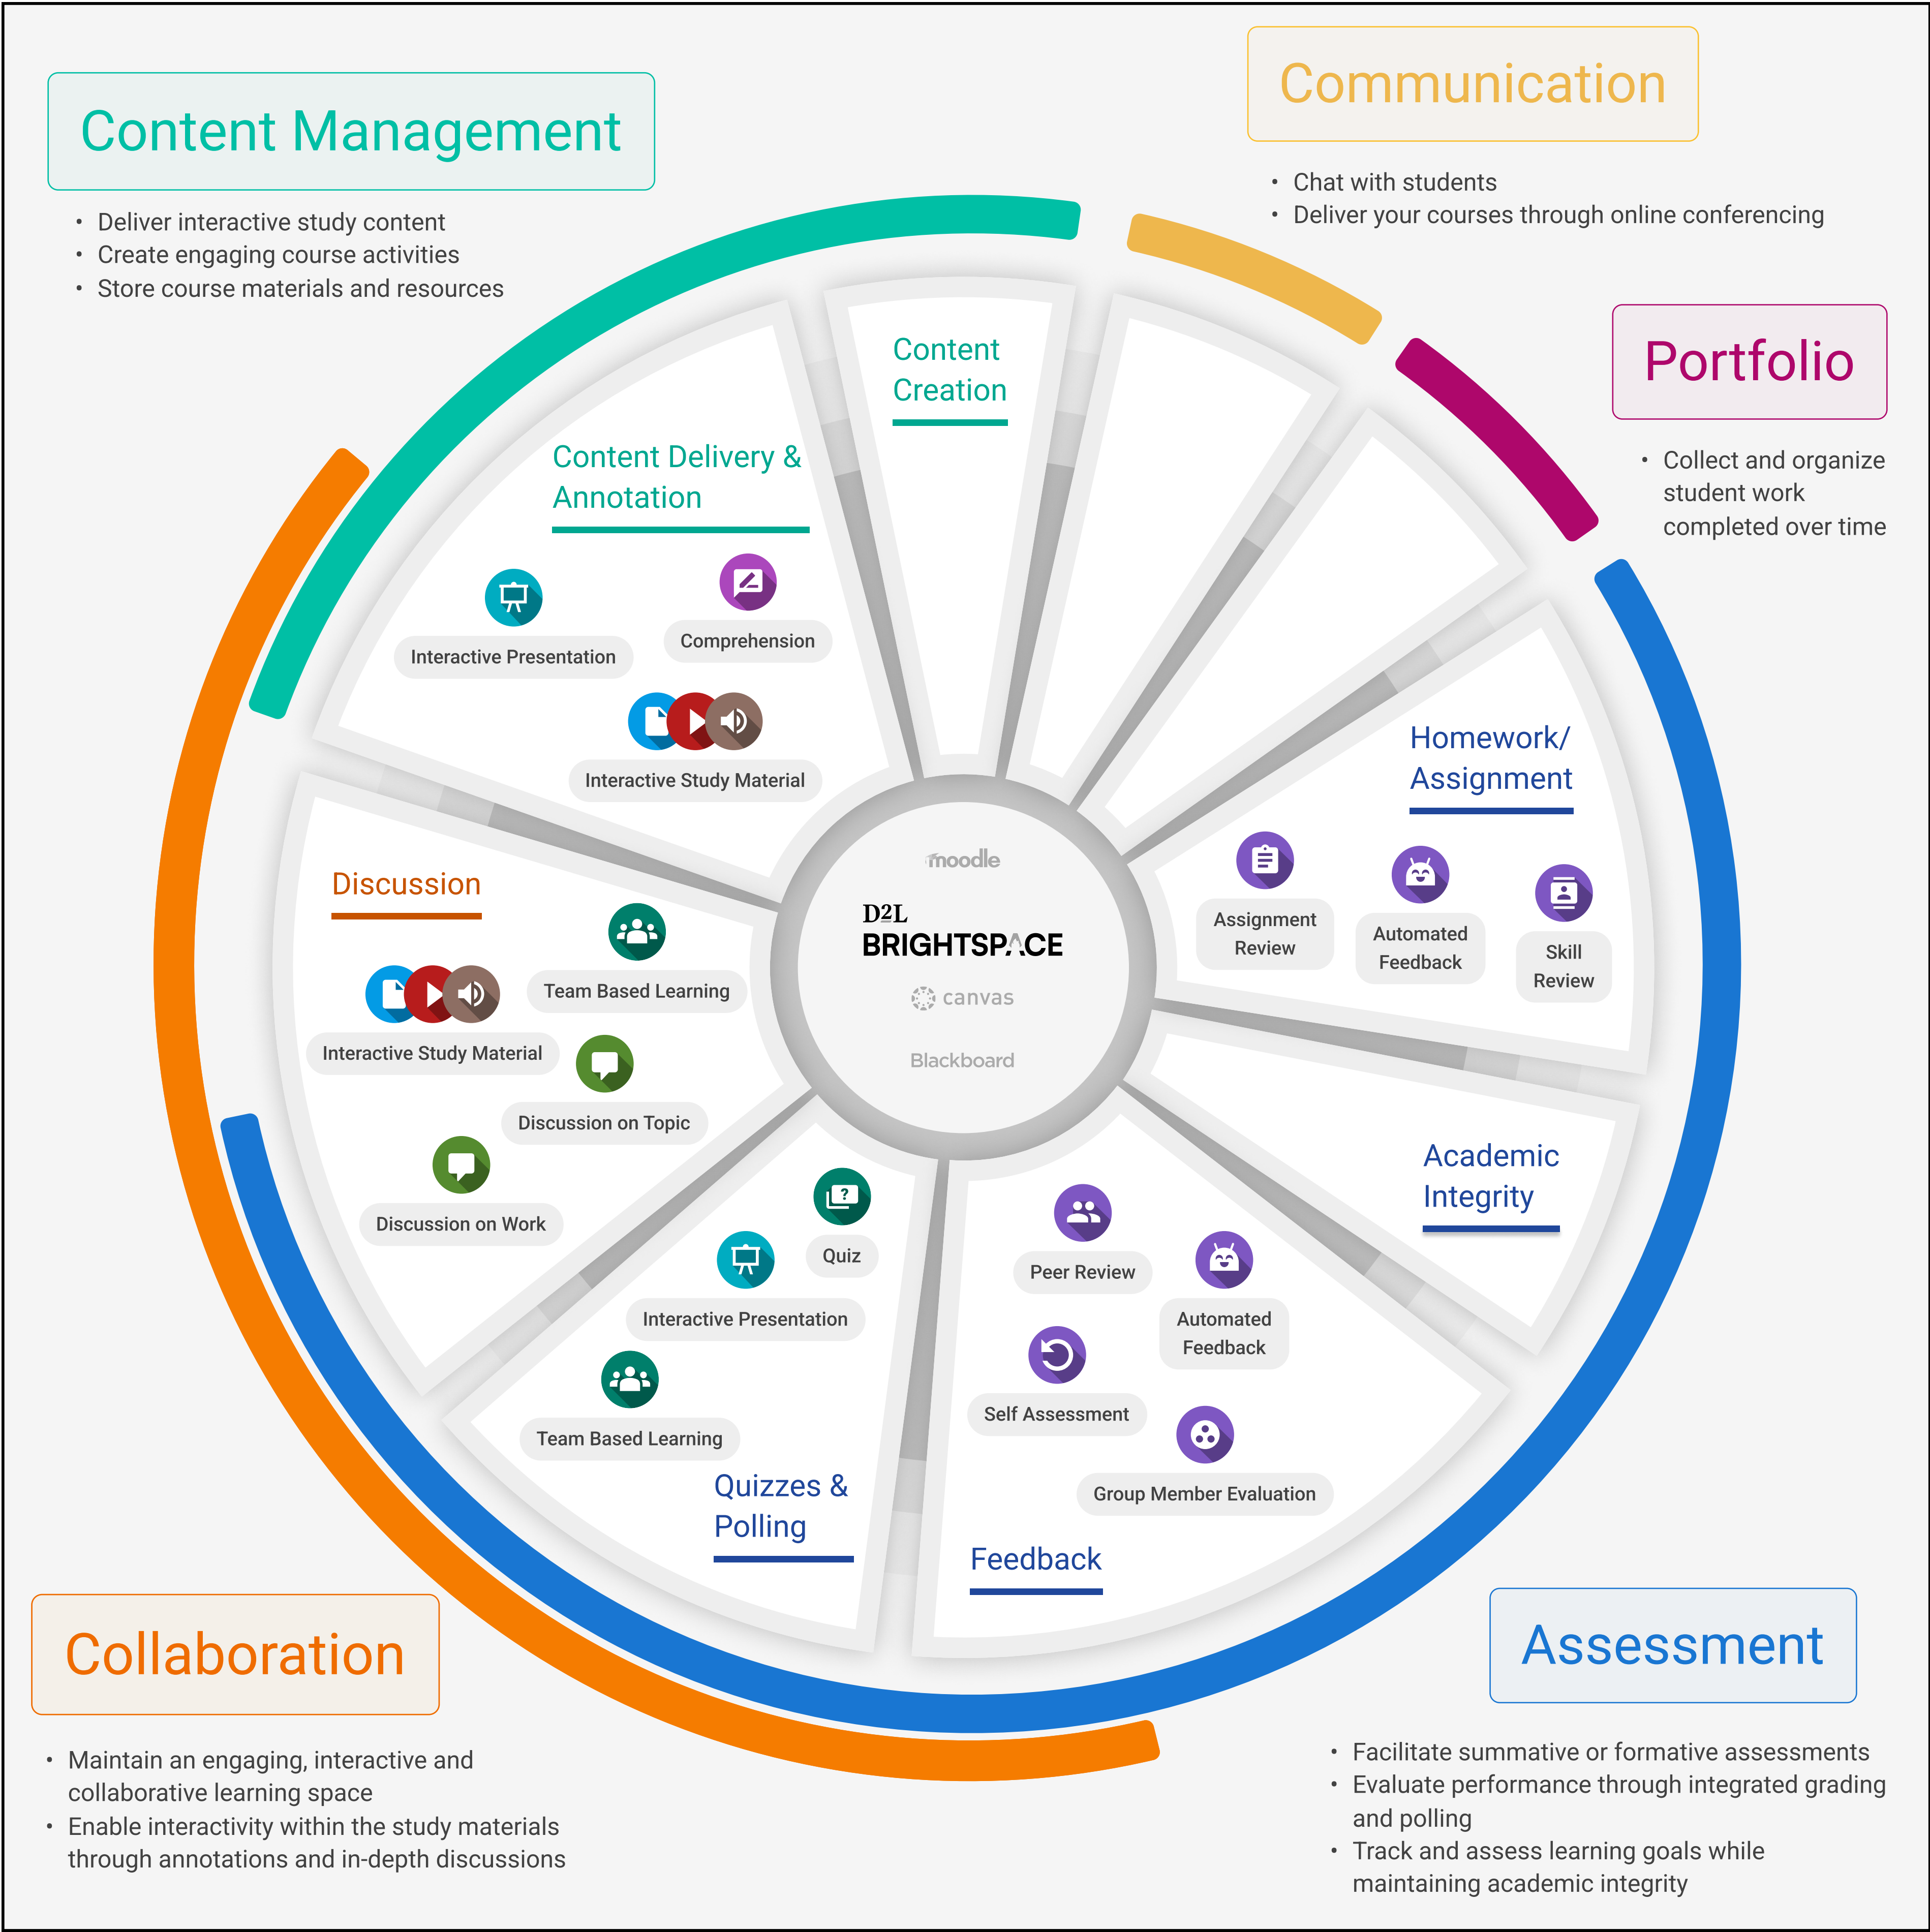 Content Management
• Deliver interactive study content
• Create engaging course activities
• Store course materials and resources
Communication
• Chat with students
• Deliver your courses through online conferencing
Portfolio
• Collect and organize
student work
completed over time
Content
Creation
Content Delivery &
Annotation
Interactive Presentation
Comprehension
Interactive Study Material
Homework/
Assignment
Assignment
Review
Automated
Feedback
Skill
Review
moodle
D2L
BRIGHTSPACE
canvas
Blackboard
Discussion
Team Based Learning
Interactive Study Material
Discussion on Topic
Discussion on Work
Academic
Integrity
Quiz
Interactive Presentation
Team Based Learning
Quizzes &
Polling
Peer Review
Automated
Feedback
Self Assessment
Group Member Evaluation
Feedback
Collaboration
• Maintain an engaging, interactive and
collaborative learning space
• Enable interactivity within the study materials
through annotations and in-depth discussions
Assessment
• Facilitate summative or formative assessments
• Evaluate performance through integrated grading
and polling
• Track and assess learning goals while
maintaining academic integrity